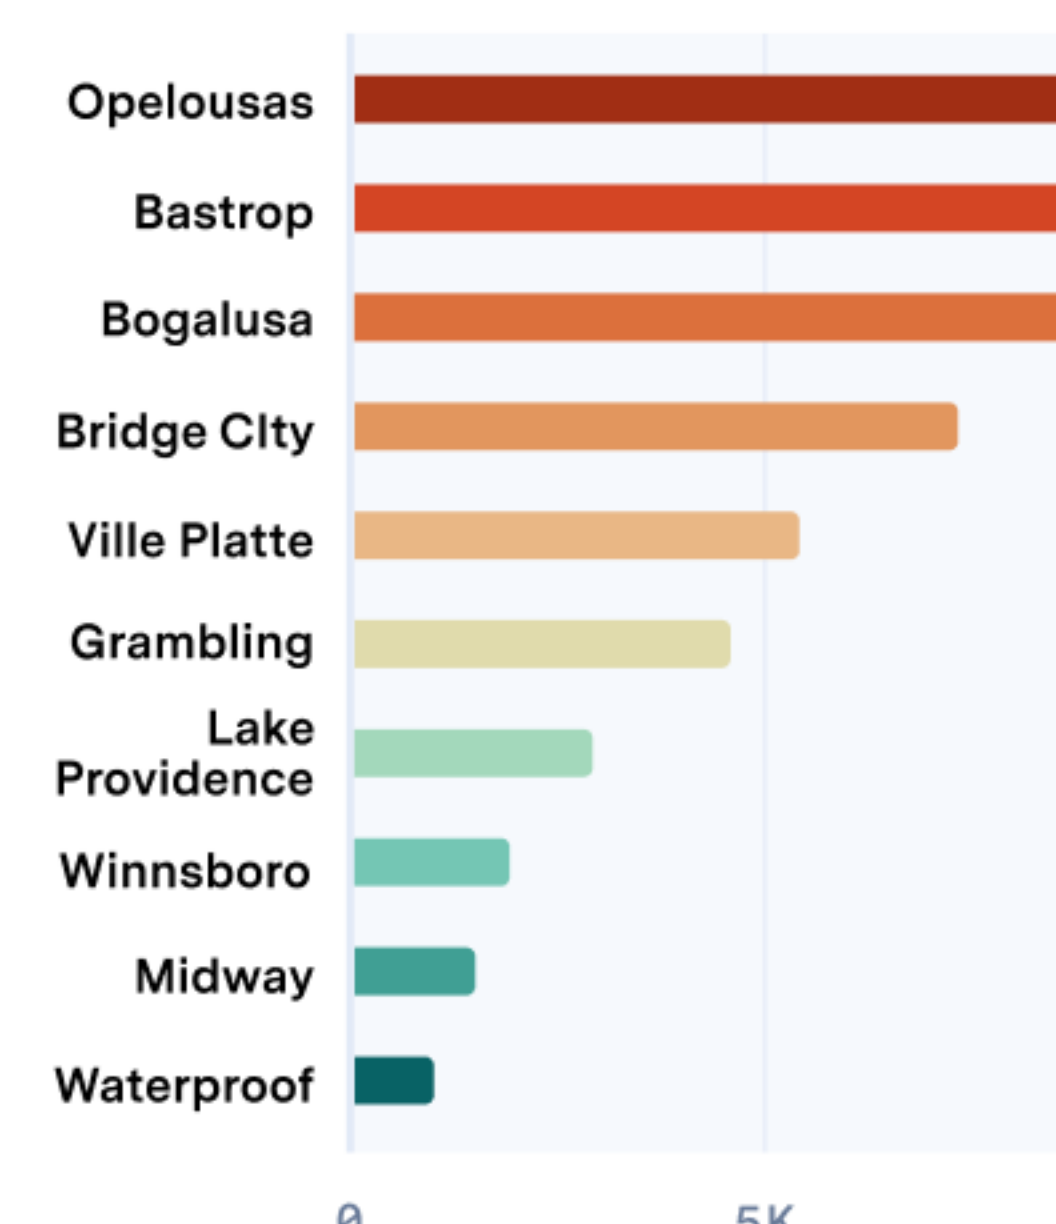 Opelousas
Bastrop
Bogalusa
Bridge CIty
Ville Platte
Grambling
Lake
Providence
Winnsboro
Midway
Waterproof
0 5K